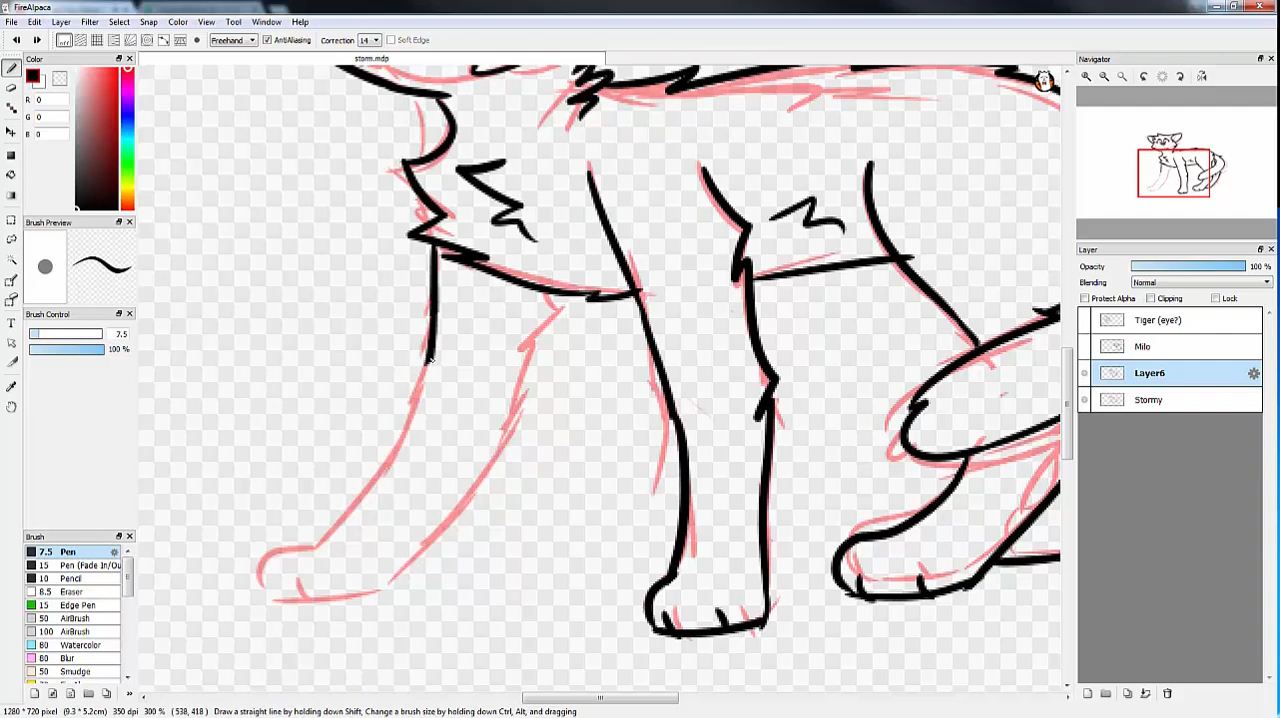 FireAlpaca
File Edit Layer Filter Select Snap Color View Tool Window Help
off Freehand AntiAliasing Correction 14 Soft Edge
storm.mdp
Color
R 0
G 0
B 0
Brush Preview
Brush Control
7.5
100 %
Brush
7.5 Pen
15 Pen (Fade In/Ou
10 Pencil
8.5 Eraser
15 Edge Pen
50 AirBrush
100 AirBrush
80 Watercolor
80 Blur
50 Smudge
Navigator
Layer
Opacity 100 %
Blending Normal
Protect Alpha Clipping Lock
Tiger (eye?)
Milo
Layer6
Stormy
1280 * 720 pixel (9.3 * 5.2cm) 350 dpi 300 % ( 538, 418 ) Draw a straight line by holding down Shift, Change a brush size by holding down Ctrl, Alt, and dragging